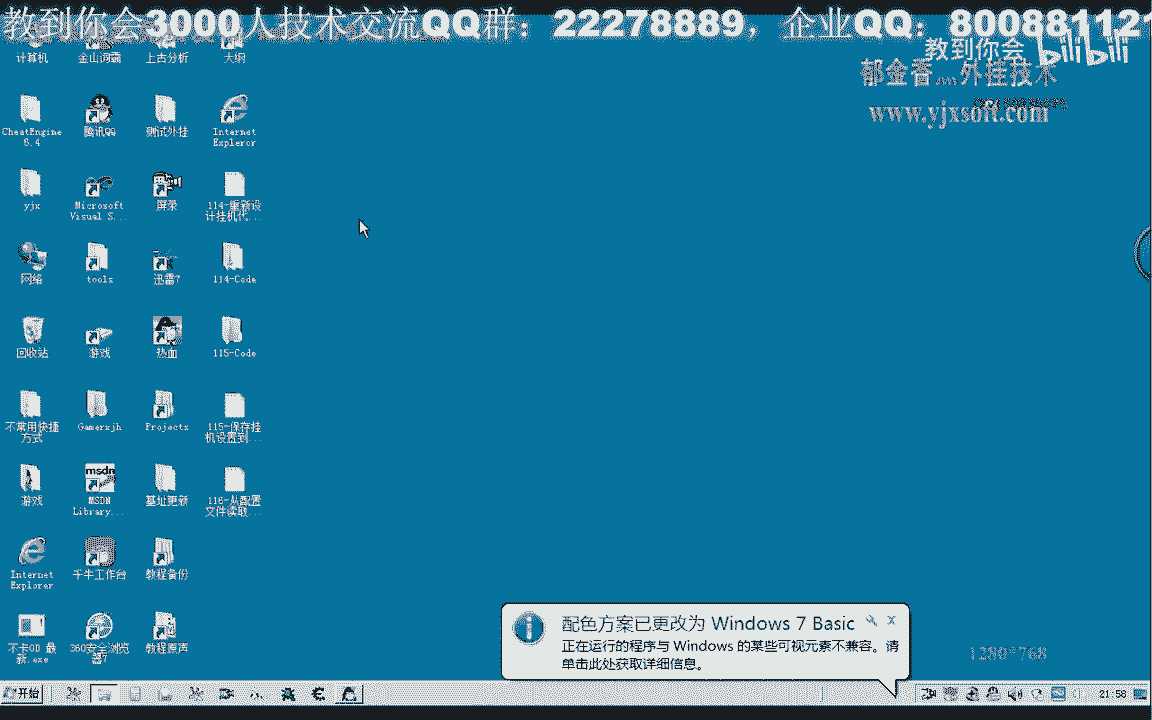 教到你会3000人技术交流QQ群：22278889，企业QQ：800881121
教到你会
bilibili
郁金香灬外挂技术
www.yjxsoft.com
计算机
金山词霸
上古分析
大纲
CheatEngine 6.4
腾讯QQ
测试外挂
Internet Explorer
yjx
Microsoft Visual S...
屏录
114-重新设计挂机代...
网络
tools
迅雷7
114-Code
回收站
游戏
热血
115-Code
不常用快捷方式
Gamerxjh
Projects
115-保存挂机设置到...
游戏
MSDN Library...
基址更新
116-从配置文件读取...
Internet Explorer
千牛工作台
教程备份
不卡OD 最新.exe
360安全浏览器7
教程原声
配色方案已更改为 Windows 7 Basic
正在运行的程序与 Windows 的某些可视元素不兼容。请
单击此处获取详细信息。
1280*768
开始
21:58